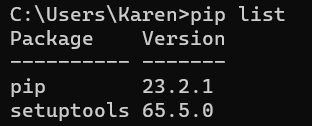 C:\Users\Karen>pip list
Package    Version
---------- -------
pip        23.2.1
setuptools 65.5.0